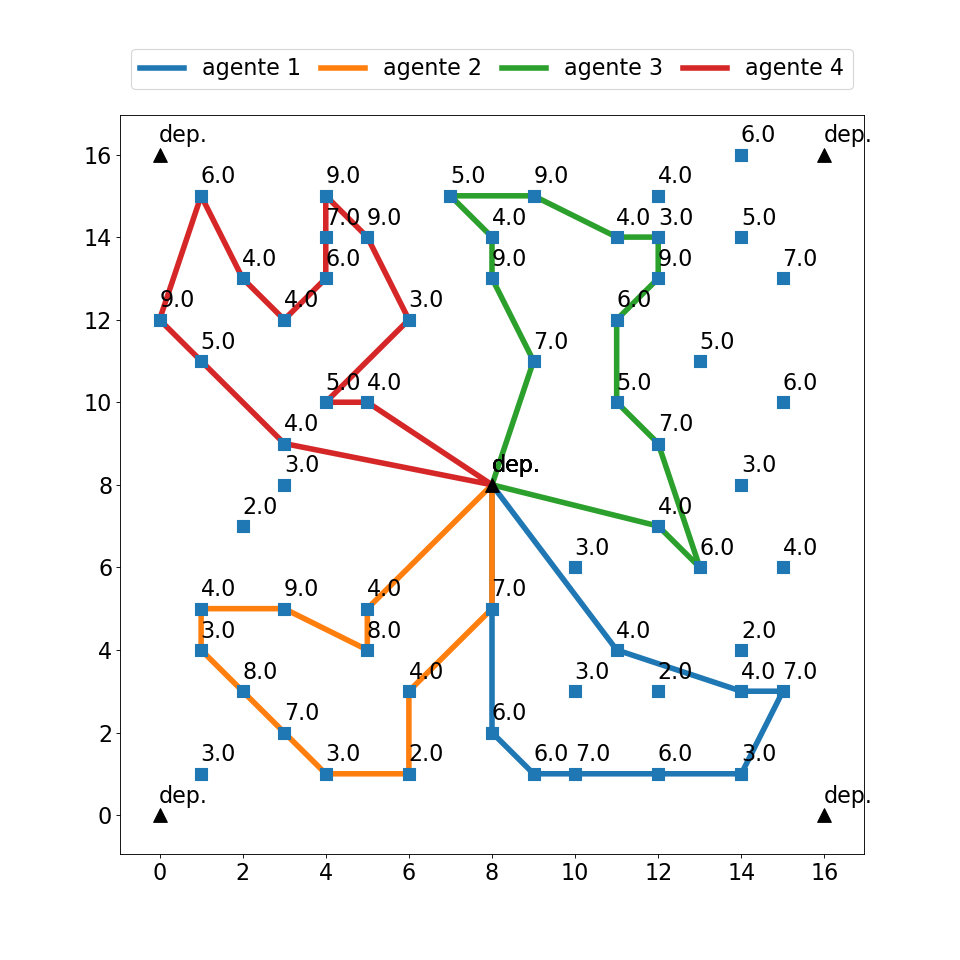 agente 1 agente 2 agente 3 agente 4
6.0
dep. dep.
16
6.0 9.0 5.0 9.0 4.0
7.0 9.0 4.0 4.0 3.0 5.0
14
4.0 6.0 9.0 9.0 7.0
9.0 4.0 3.0 6.0
12
5.0 7.0 5.0
5.0 4.0 5.0 6.0
10
4.0 7.0
3.0 dep. 3.0
8
2.0 4.0
3.0 6.0 4.0
6
4.0 9.0 4.0 7.0
3.0 8.0 4.0 2.0
4
8.0 4.0 3.0 2.0 4.0 7.0
7.0 6.0
2
3.0 3.0 2.0 6.0 7.0 6.0 3.0
dep. dep.
0
0 2 4 6 8 10 12 14 16